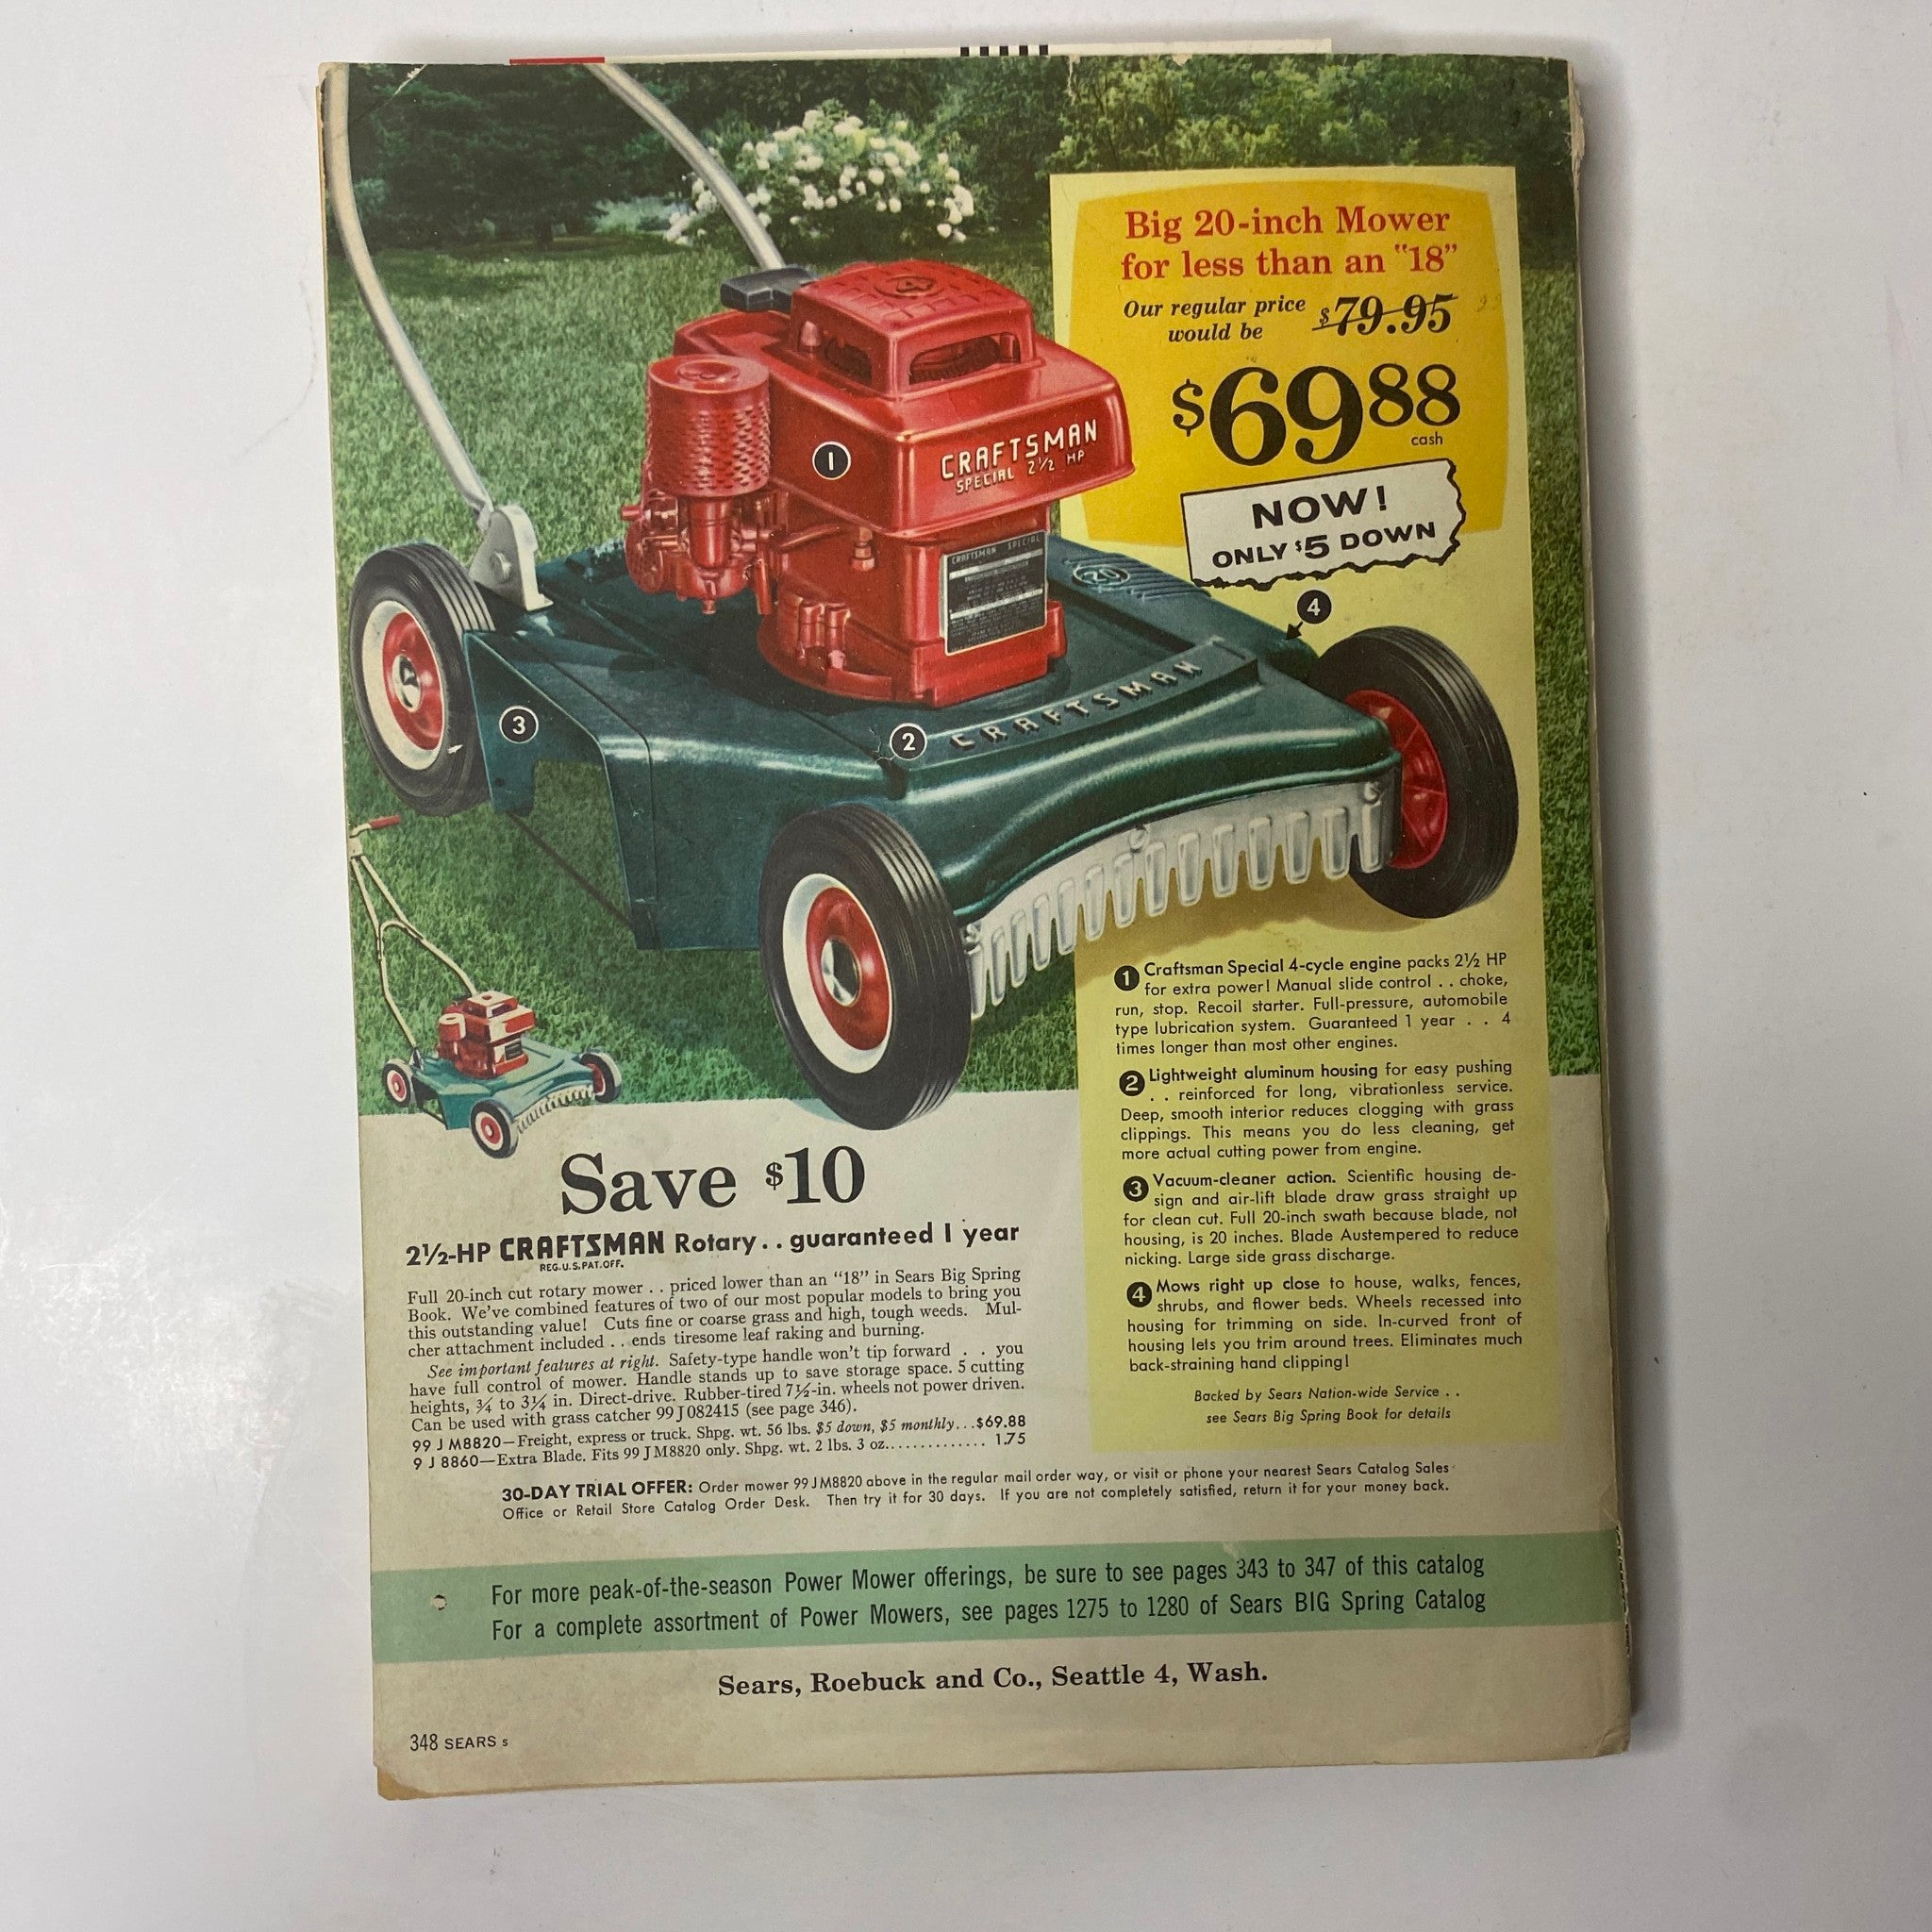 Big 20-inch Mower
for less than an "18"
Our regular price
would be
$79.95
$69 88
cash
NOW!
ONLY $5 DOWN
CRAFTSMAN
SPECIAL 2½ HP
1
CRAFTSMAN SPECIAL
20
4
3
2
CRAFTSMAN
1 Craftsman Special 4-cycle engine packs 2½ HP
for extra power! Manual slide control . . choke,
run, stop. Recoil starter. Full-pressure, automobile
type lubrication system. Guaranteed 1 year . . 4
times longer than most other engines.
2 Lightweight aluminum housing for easy pushing
. . reinforced for long, vibrationless service.
Deep, smooth interior reduces clogging with grass
clippings. This means you do less cleaning, get
more actual cutting power from engine.
3 Vacuum-cleaner action. Scientific housing de-
sign and air-lift blade draw grass straight up
for clean cut. Full 20-inch swath because blade, not
housing, is 20 inches. Blade Austempered to reduce
nicking. Large side grass discharge.
4 Mows right up close to house, walks, fences,
shrubs, and flower beds. Wheels recessed into
housing for trimming on side. In-curved front of
housing lets you trim around trees. Eliminates much
back-straining hand clipping!
Backed by Sears Nation-wide Service . .
see Sears Big Spring Book for details
Save $10
2½-HP CRAFTSMAN Rotary . . guaranteed 1 year
REG. U.S. PAT. OFF.
Full 20-inch cut rotary mower . . priced lower than an "18" in Sears Big Spring
Book. We've combined features of two of our most popular models to bring you
this outstanding value! Cuts fine or coarse grass and high, tough weeds. Mul-
cher attachment included . . ends tiresome leaf raking and burning.
See important features at right. Safety-type handle won't tip forward . . you
have full control of mower. Handle stands up to save storage space. 5 cutting
heights, ¾ to 3¼ in. Direct-drive. Rubber-tired 7½-in. wheels not power driven.
Can be used with grass catcher 99 J 082415 (see page 346).
99 J M8820—Freight, express or truck. Shpg. wt. 56 lbs. $5 down, $5 monthly...$69.88
9 J 8860—Extra Blade. Fits 99 J M8820 only. Shpg. wt. 2 lbs. 3 oz.............. 1.75
30-DAY TRIAL OFFER: Order mower 99 J M8820 above in the regular mail order way, or visit or phone your nearest Sears Catalog Sales
Office or Retail Store Catalog Order Desk. Then try it for 30 days. If you are not completely satisfied, return it for your money back.
For more peak-of-the-season Power Mower offerings, be sure to see pages 343 to 347 of this catalog
For a complete assortment of Power Mowers, see pages 1275 to 1280 of Sears BIG Spring Catalog
Sears, Roebuck and Co., Seattle 4, Wash.
348 SEARS s